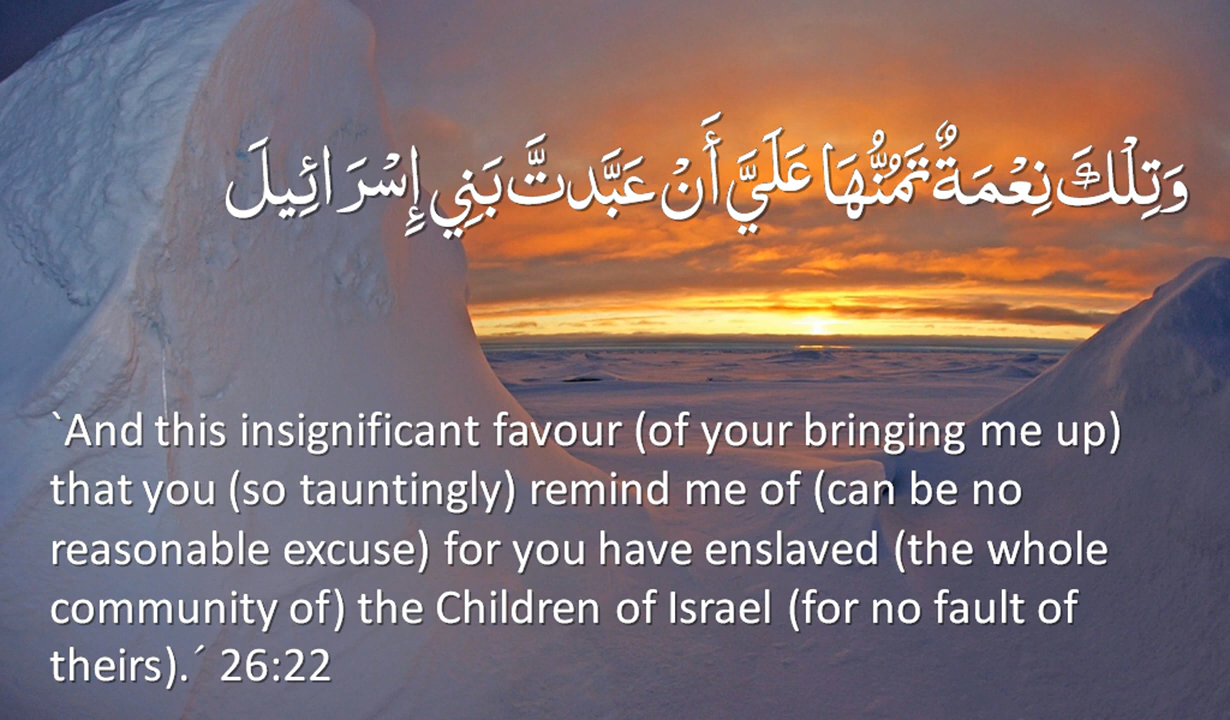 وَتِلْكَ نِعْمَةٌ تَمُنُّهَا عَلَيَّ أَنْ عَبَّدتَّ بَنِي إِسْرَائِيلَ
`And this insignificant favour (of your bringing me up)
that you (so tauntingly) remind me of (can be no
reasonable excuse) for you have enslaved (the whole
community of) the Children of Israel (for no fault of
theirs).´ 26:22